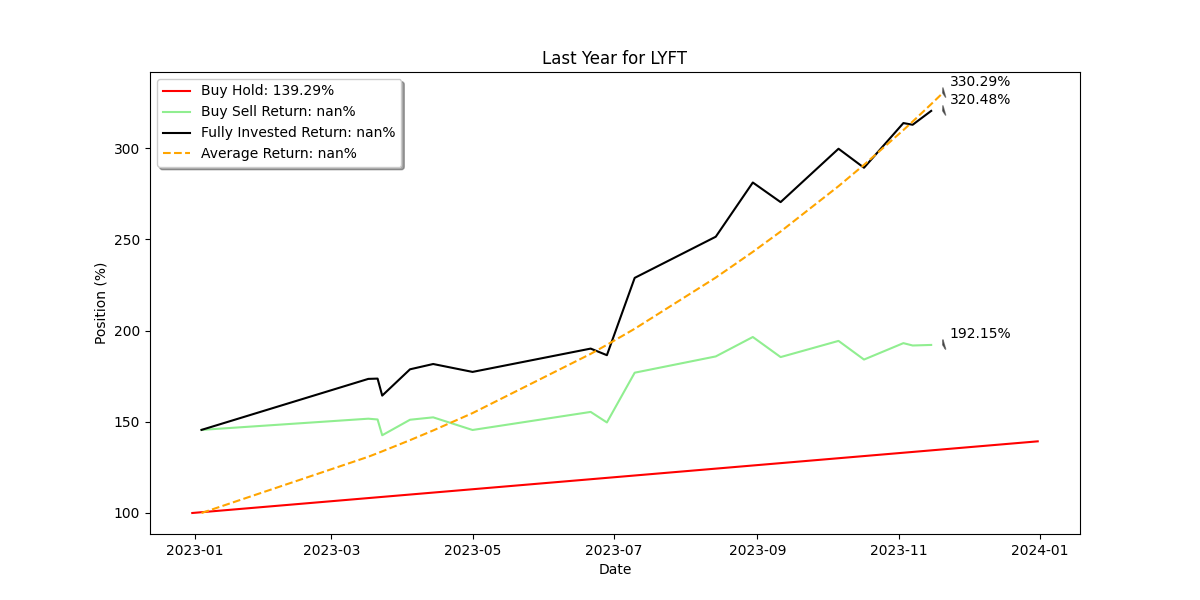 Last Year for LYFT
Buy Hold: 139.29%
Buy Sell Return: nan%
Fully Invested Return: nan%
Average Return: nan%
330.29%
320.48%
192.15%
Position (%)
300
250
200
150
100
2023-01 2023-03 2023-05 2023-07 2023-09 2023-11 2024-01
Date